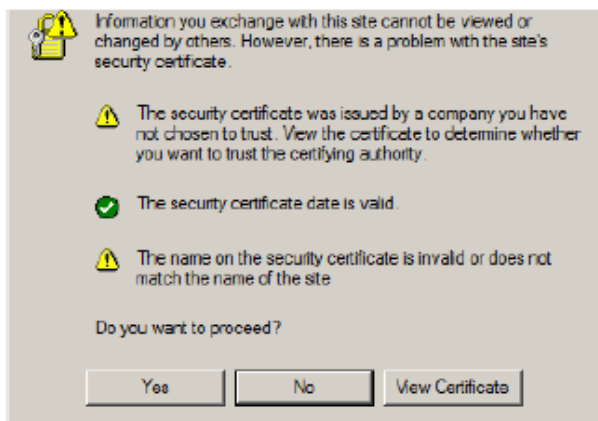 Information you exchange with this site cannot be viewed or
changed by others. However, there is a problem with the site's
security certificate.
The security certificate was issued by a company you have
not chosen to trust. View the certificate to determine whether
you want to trust the certifying authority.
The security certificate date is valid.
The name on the security certificate is invalid or does not
match the name of the site
Do you want to proceed?
Yes
No
View Certificate